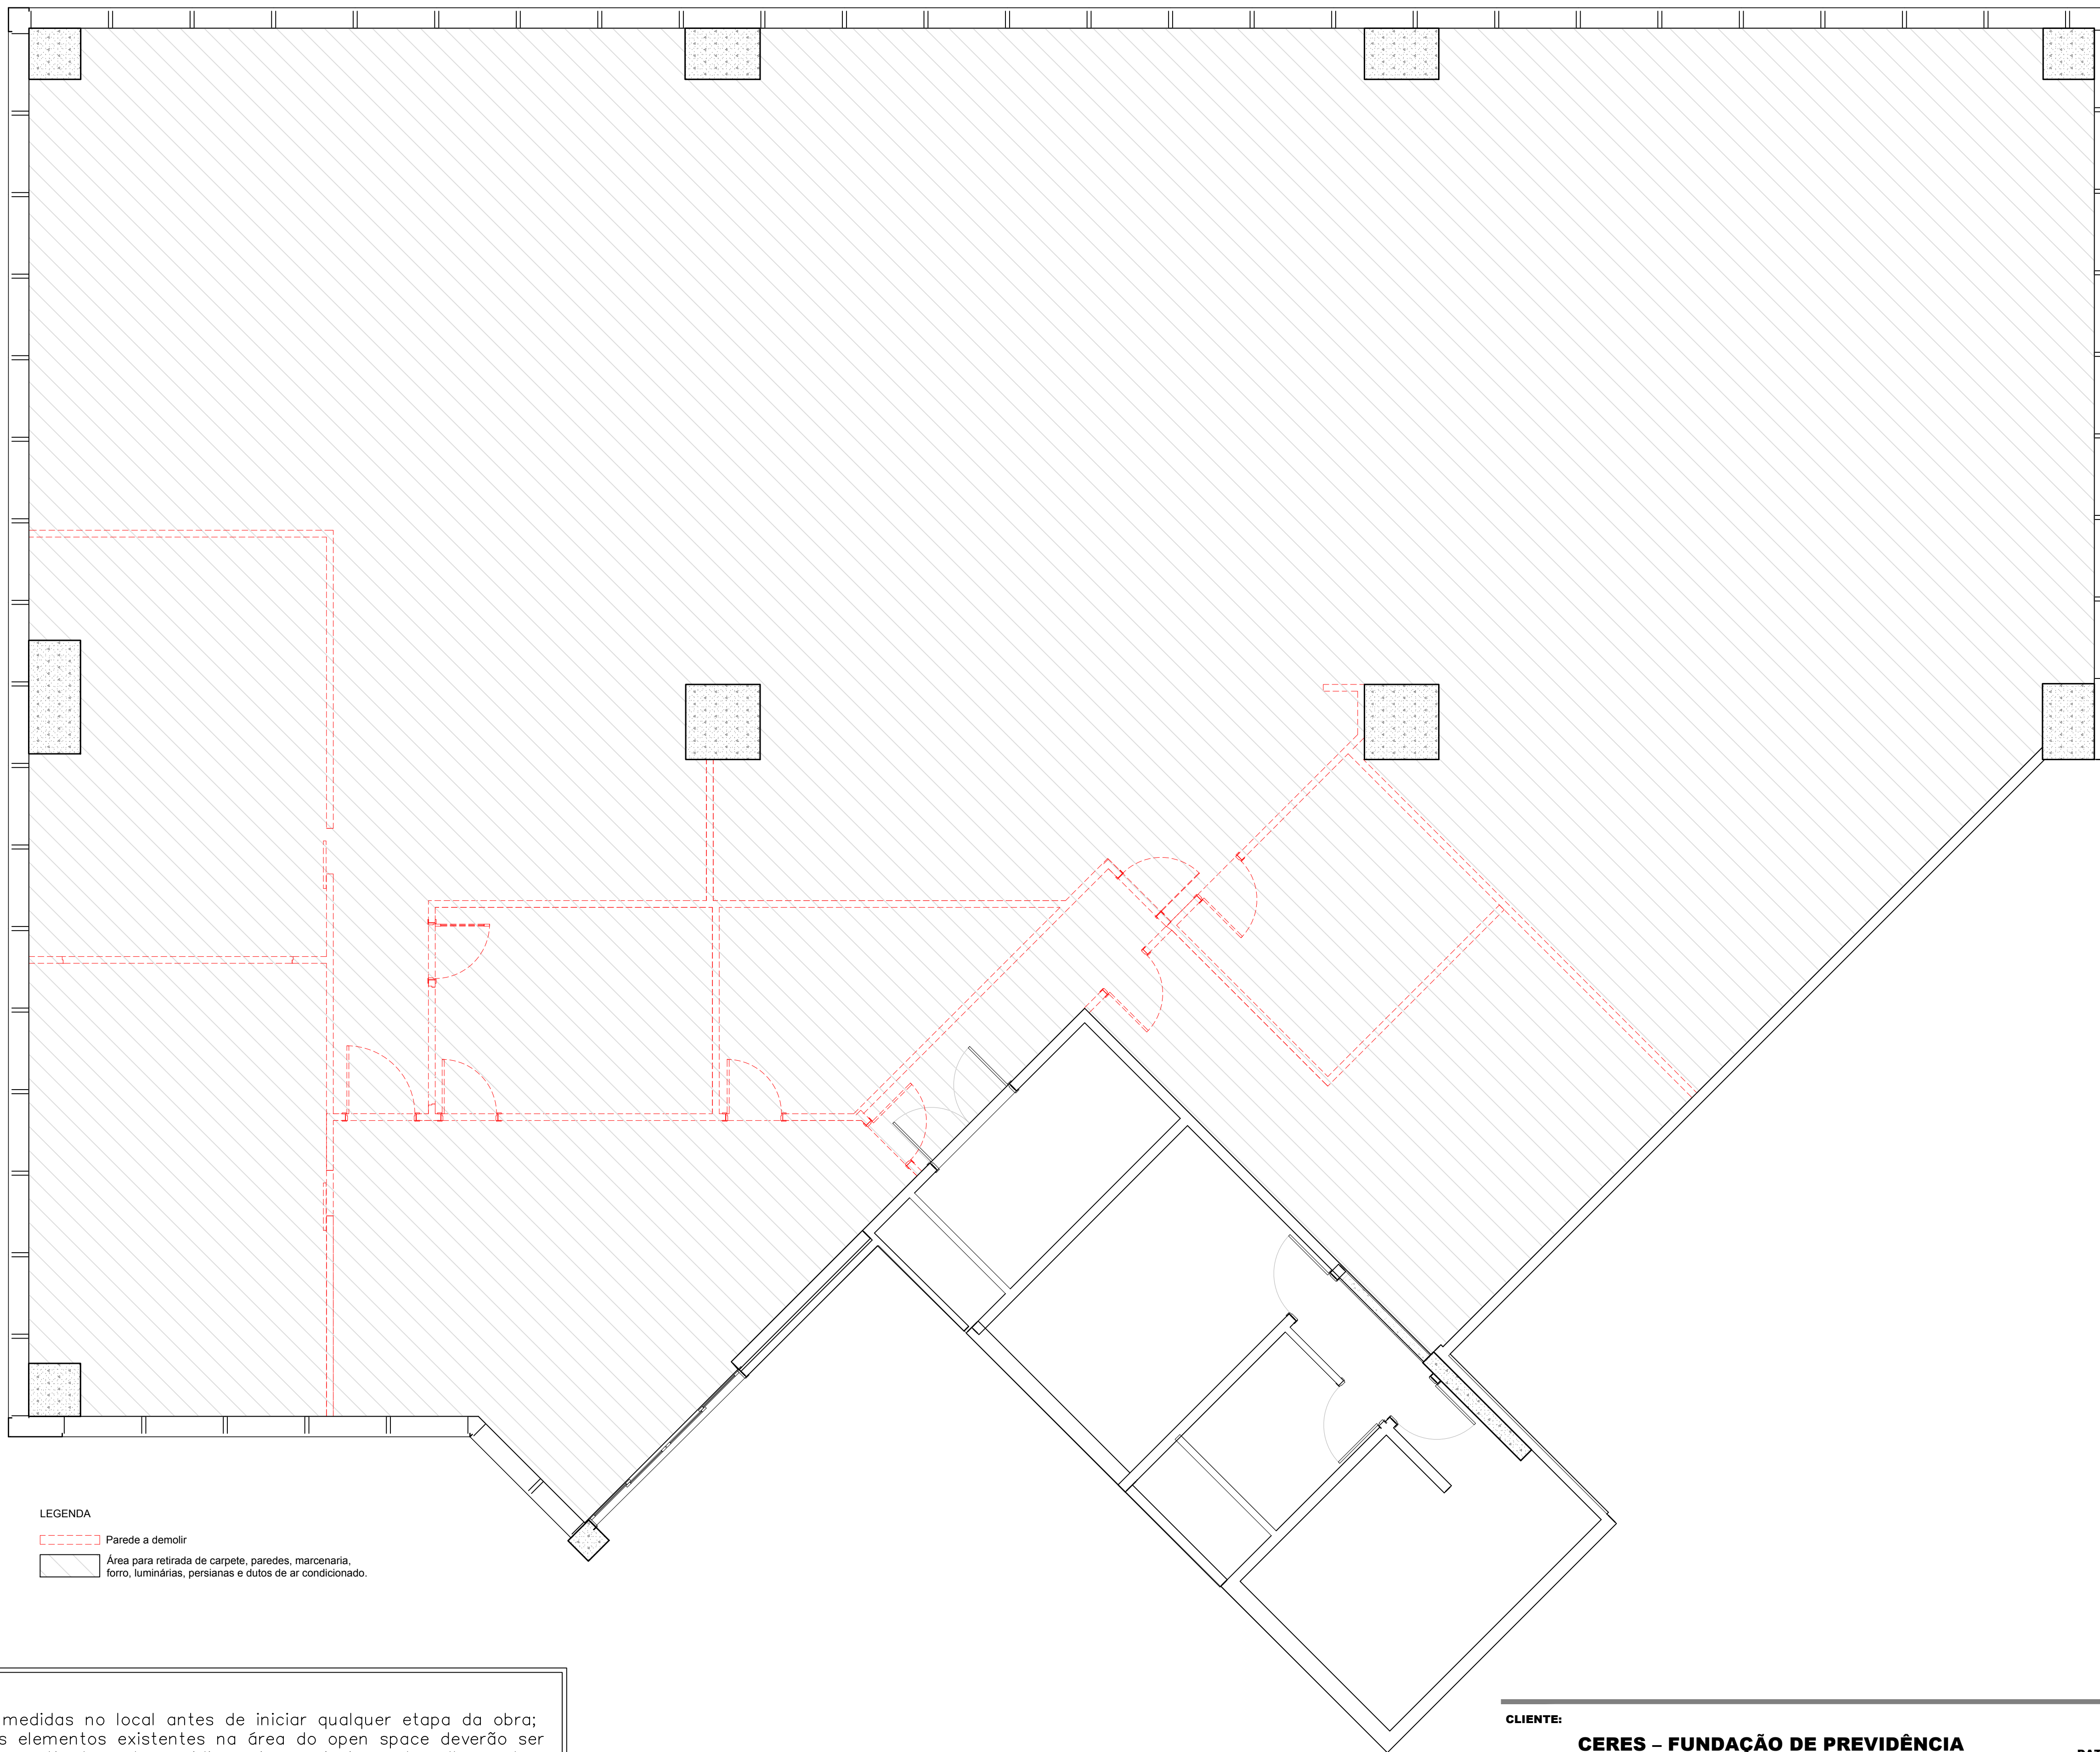 LEGENDA
Parede a demolir
Área para retirada de carpete, paredes, marcenaria,
forro, luminárias, persianas e dutos de ar condicionado.
medidas no local antes de iniciar qualquer etapa da obra;
s elementos existentes na área do open space deverão ser
CLIENTE:
CERES – FUNDAÇÃO DE PREVIDÊNCIA